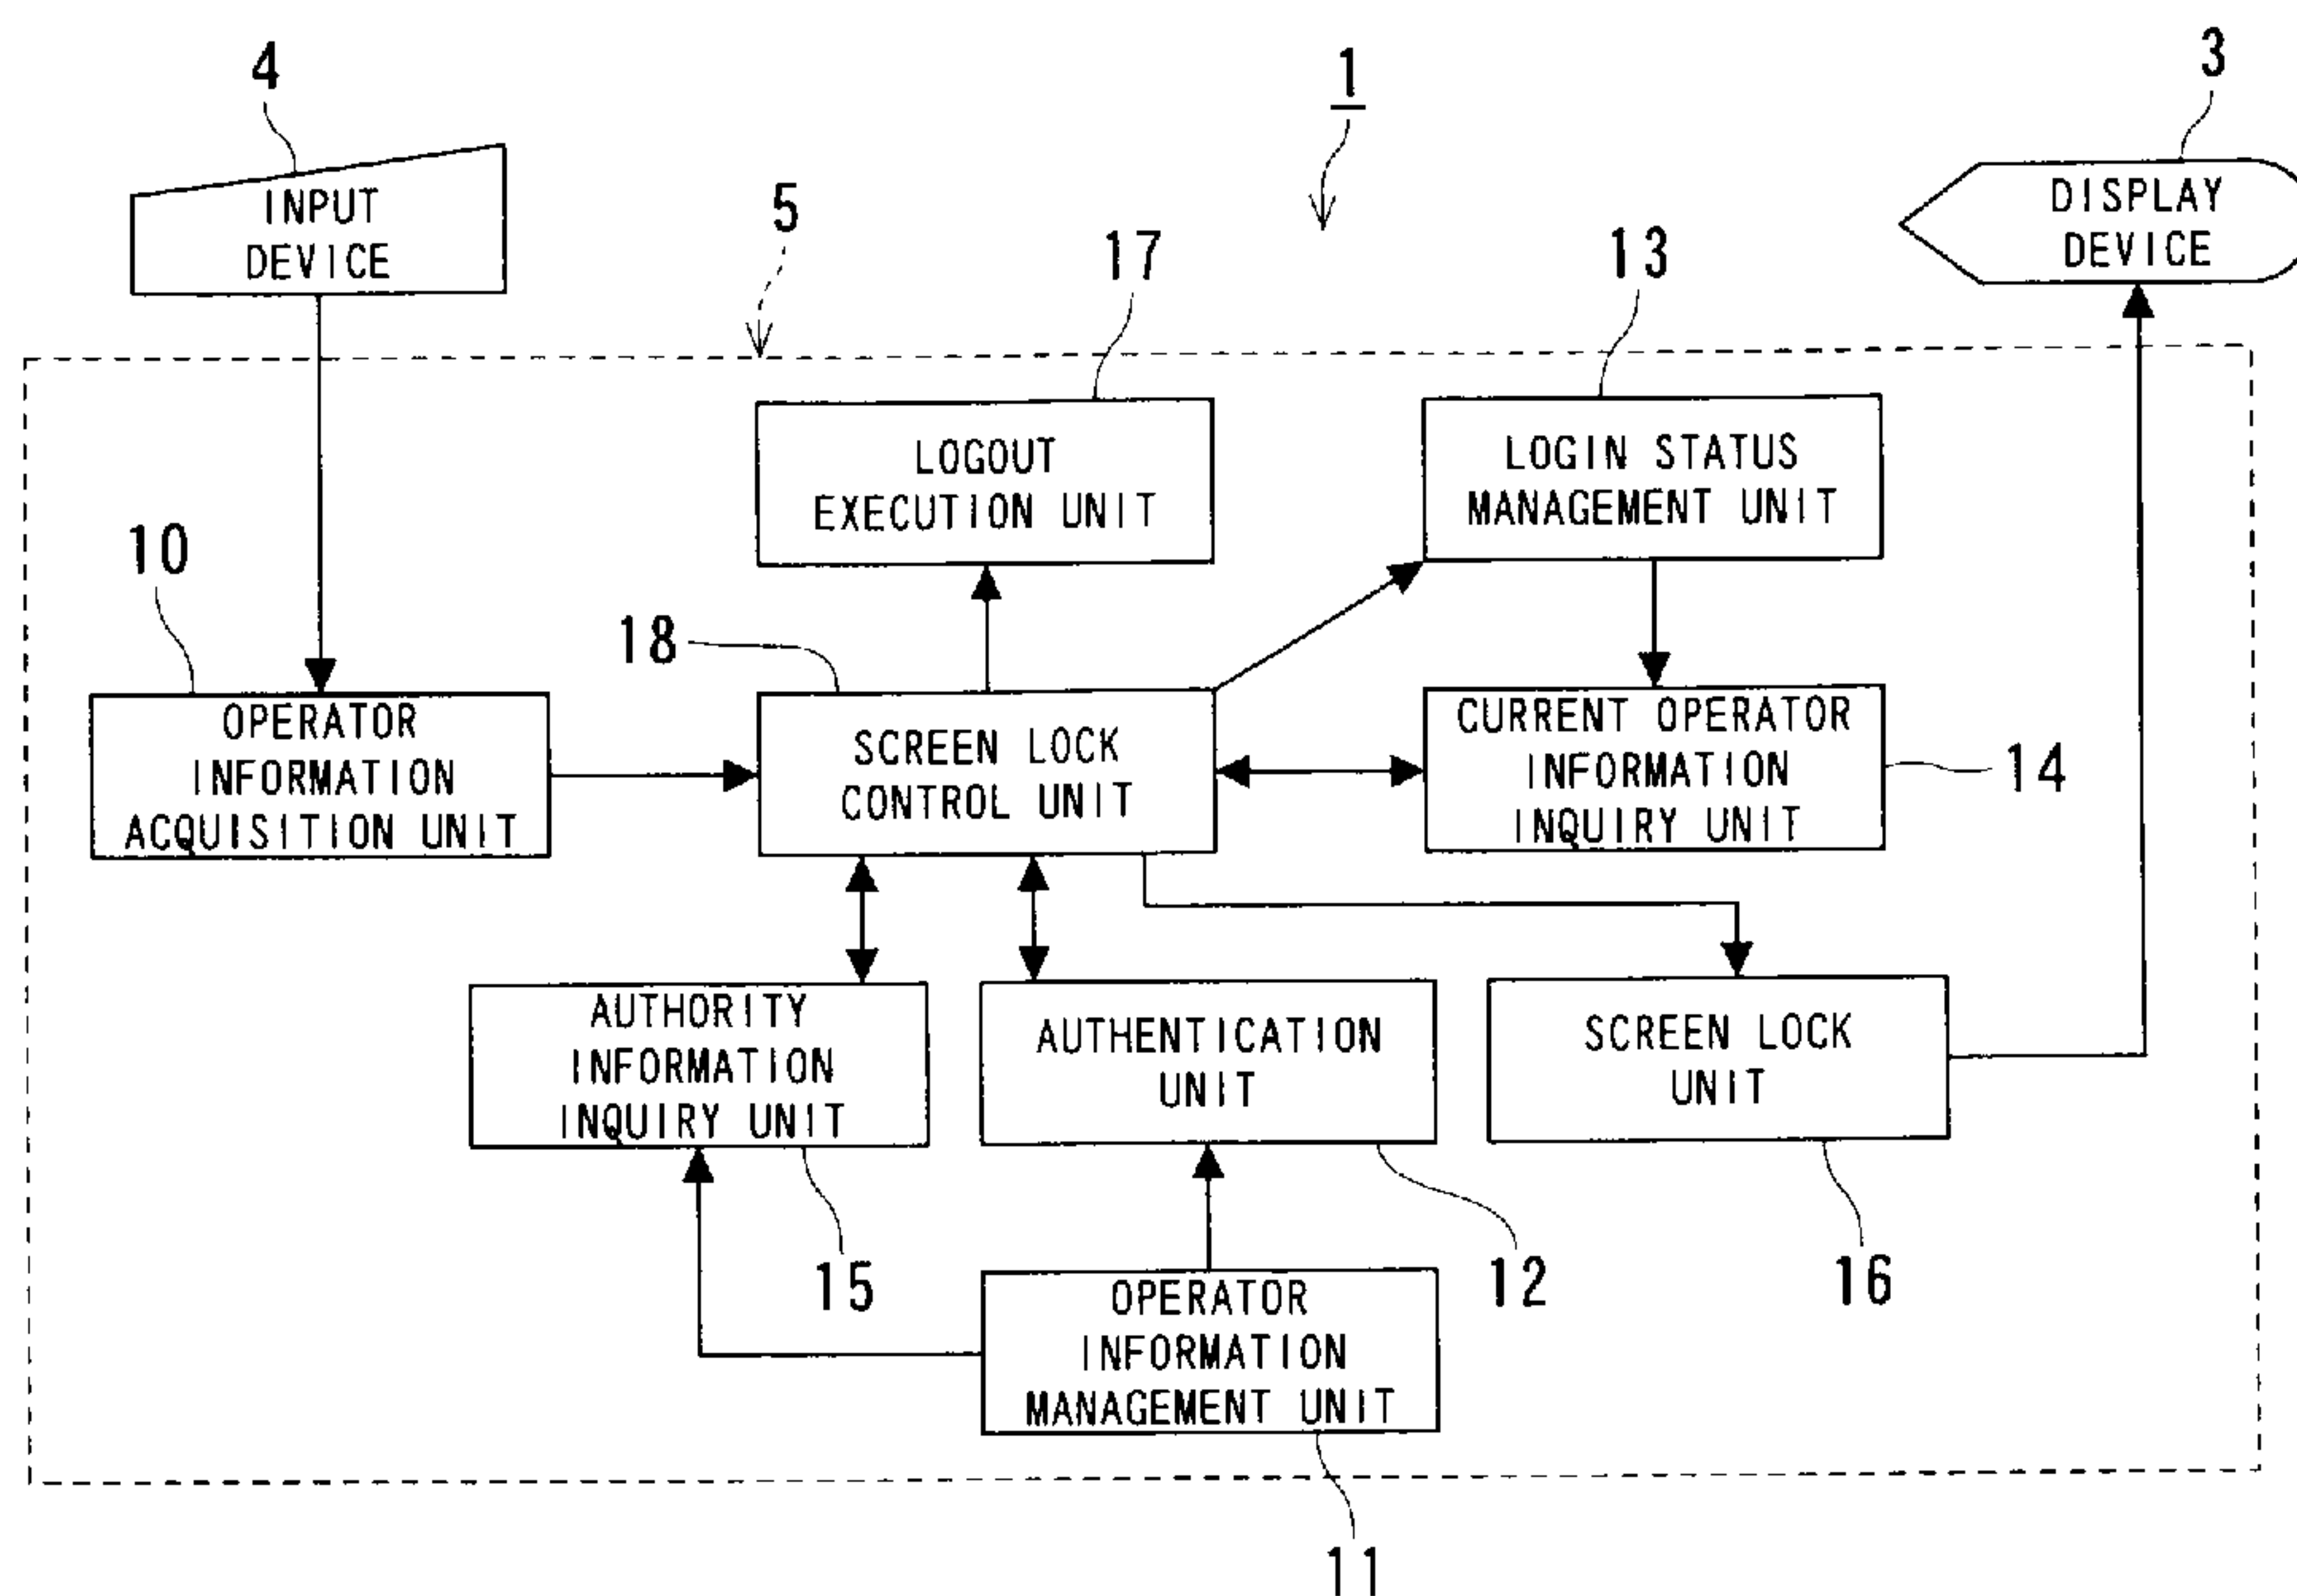 4
1
3
INPUT
DEVICE
5
17
13
DISPLAY
DEVICE
LOGOUT
EXECUTION UNIT
LOGIN STATUS
MANAGEMENT UNIT
10
18
OPERATOR
INFORMATION
ACQUISITION UNIT
SCREEN LOCK
CONTROL UNIT
CURRENT OPERATOR
INFORMATION
INQUIRY UNIT
14
AUTHORITY
INFORMATION
INQUIRY UNIT
AUTHENTICATION
UNIT
SCREEN LOCK
UNIT
15
12
16
OPERATOR
INFORMATION
MANAGEMENT UNIT
11